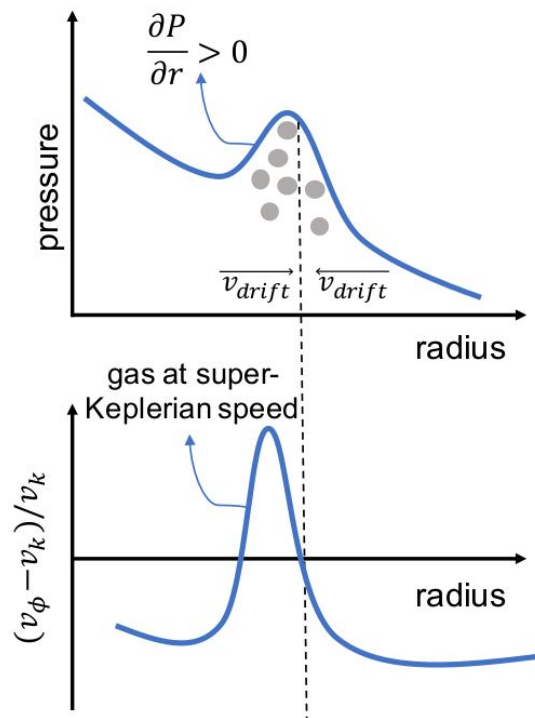 ∂P/∂r > 0
pressure
v_drift v_drift
radius
gas at super-
Keplerian speed
(v_ϕ − v_k)/v_k
radius